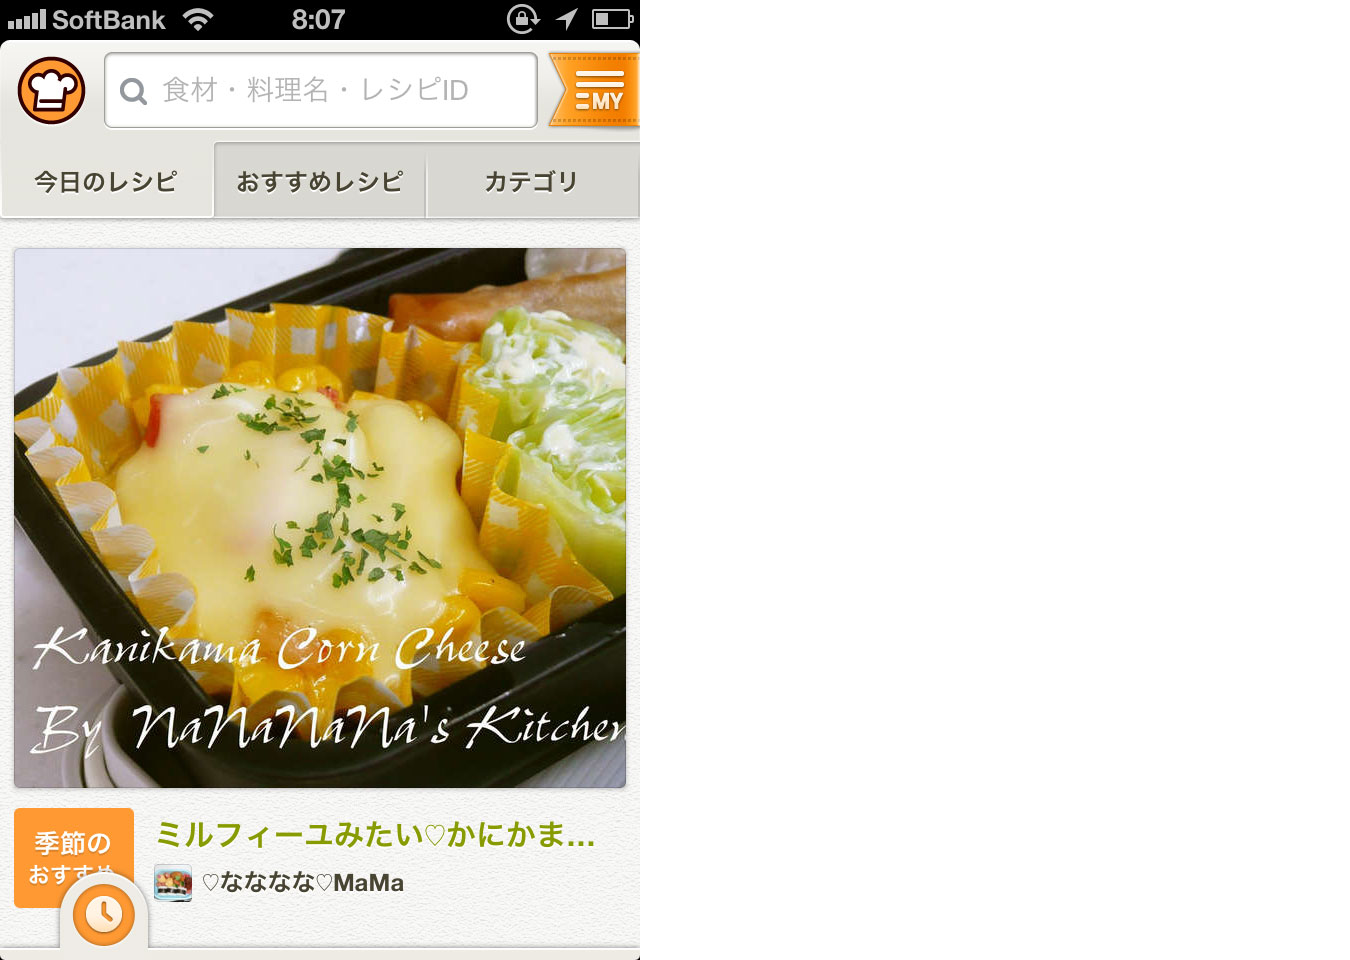 SoftBank 8:07
食材・料理名・レシピID
MY
今日のレシピ おすすめレシピ カテゴリ
Kanikama Corn Cheese
By NaNaNaNa's Kitchen
季節の
おすすめ
ミルフィーユみたい♡かにかま...
♡なななな♡MaMa